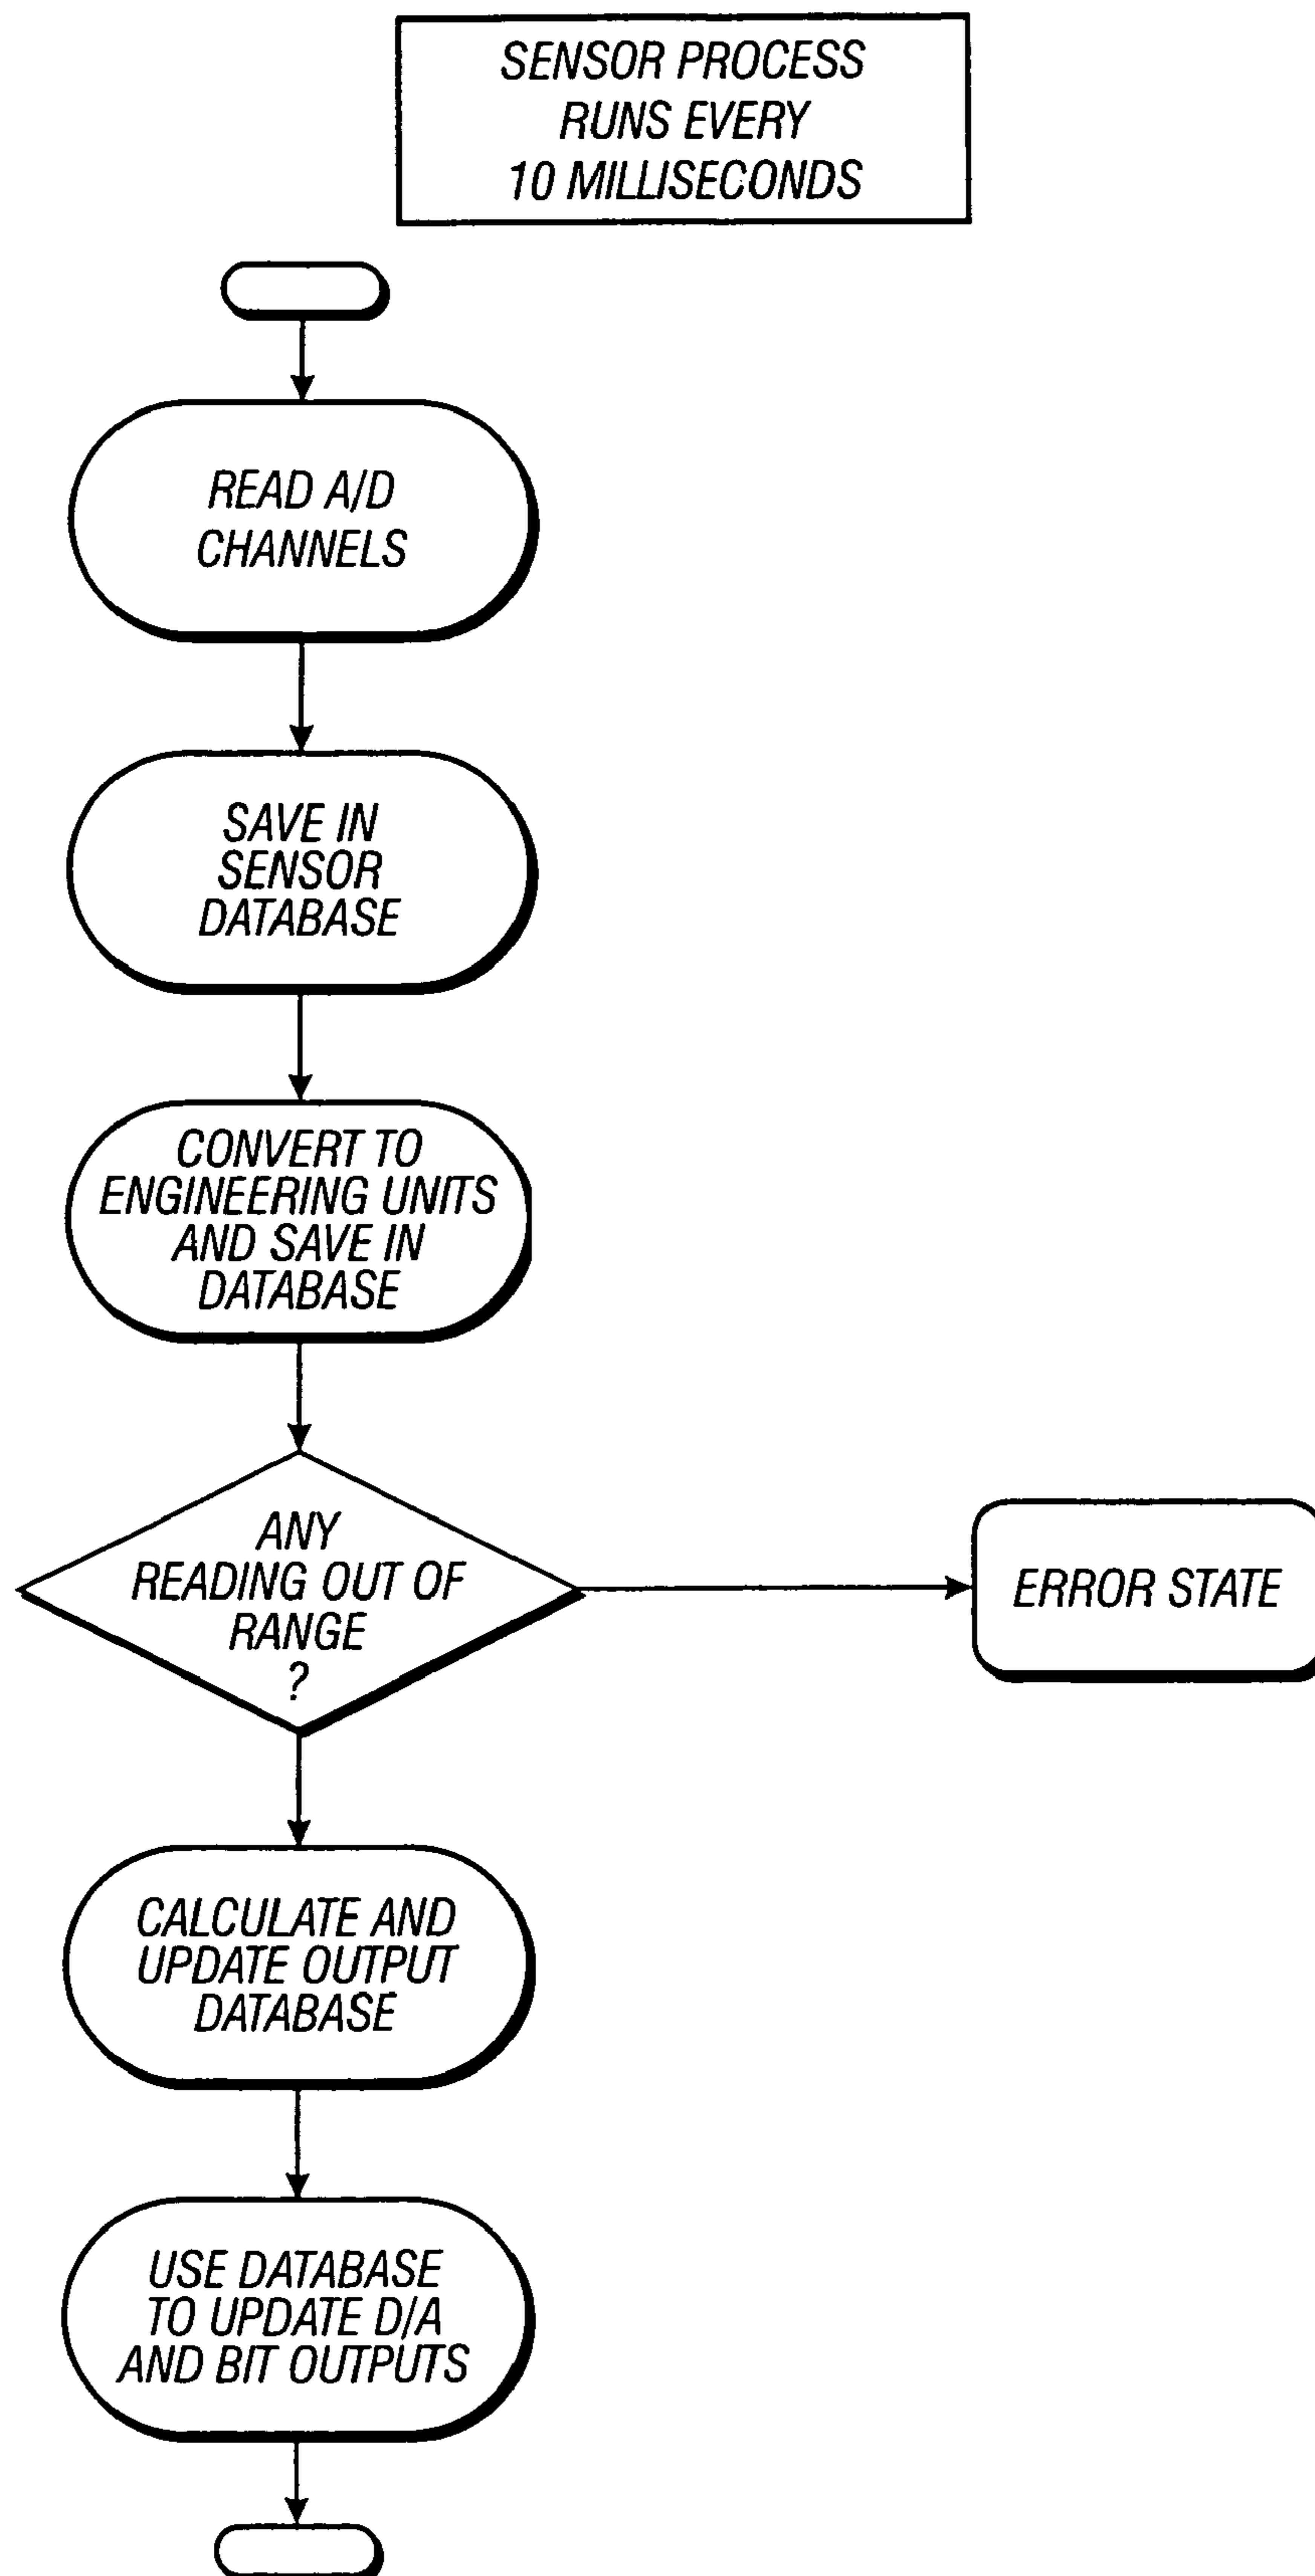 SENSOR PROCESS
RUNS EVERY
10 MILLISECONDS
READ A/D
CHANNELS
SAVE IN
SENSOR
DATABASE
CONVERT TO
ENGINEERING UNITS
AND SAVE IN
DATABASE
ANY
READING OUT OF
RANGE
?
ERROR STATE
CALCULATE AND
UPDATE OUTPUT
DATABASE
USE DATABASE
TO UPDATE D/A
AND BIT OUTPUTS